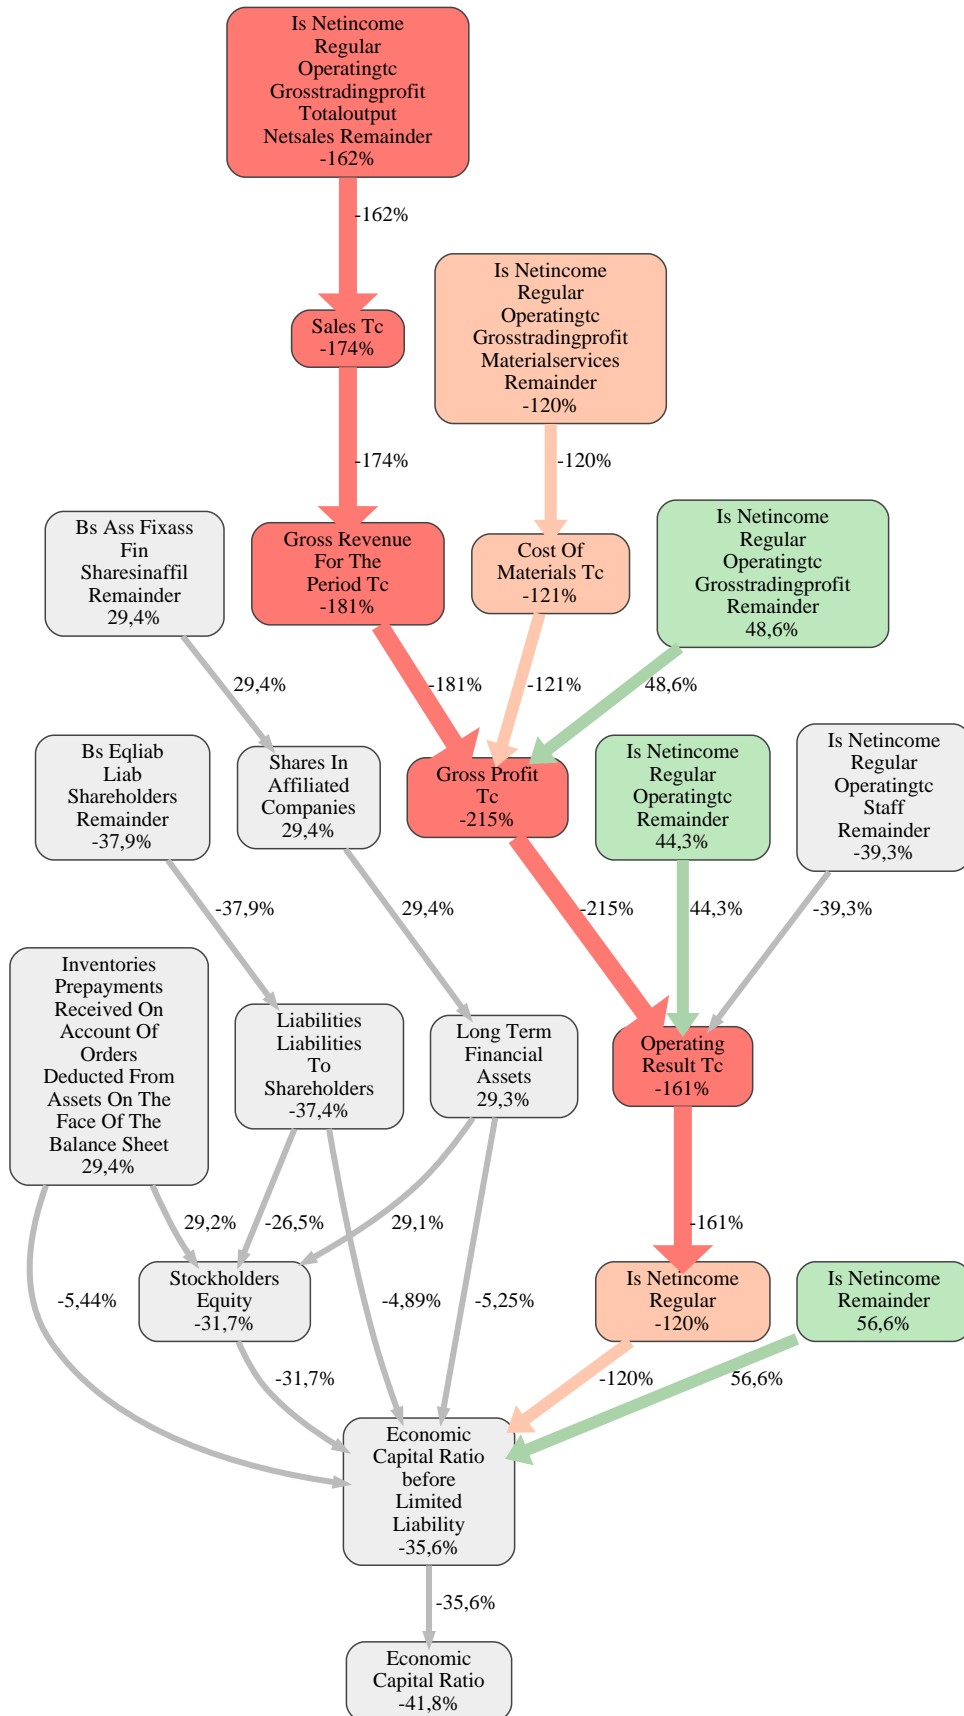 Is Netincome
Regular
Operatingtc
Grosstradingprofit
Totaloutput
Netsales Remainder
-162%
-162%
Sales Tc
-174%
Is Netincome
Regular
Operatingtc
Grosstradingprofit
Materialservices
Remainder
-120%
-174%
-120%
Bs Ass Fixass
Fin
Sharesinaffil
Remainder
29,4%
Gross Revenue
For The
Period Tc
-181%
Cost Of
Materials Tc
-121%
Is Netincome
Regular
Operatingtc
Grosstradingprofit
Remainder
48,6%
29,4%
-181%
-121%
48,6%
Bs Eqliab
Liab
Shareholders
Remainder
-37,9%
Shares In
Affiliated
Companies
29,4%
Gross Profit
Tc
-215%
Is Netincome
Regular
Operatingtc
Remainder
44,3%
Is Netincome
Regular
Operatingtc
Staff
Remainder
-39,3%
-37,9%
29,4%
-215%
44,3%
-39,3%
Inventories
Prepayments
Received On
Account Of
Orders
Deducted From
Assets On The
Face Of The
Balance Sheet
29,4%
Liabilities
Liabilities
To
Shareholders
-37,4%
Long Term
Financial
Assets
29,3%
Operating
Result Tc
-161%
29,2%
-26,5%
29,1%
-161%
Stockholders
Equity
-31,7%
-5,44%
-4,89%
-5,25%
Is Netincome
Regular
-120%
Is Netincome
Remainder
56,6%
-31,7%
-120%
56,6%
Economic
Capital Ratio
before
Limited
Liability
-35,6%
-35,6%
Economic
Capital Ratio
-41,8%